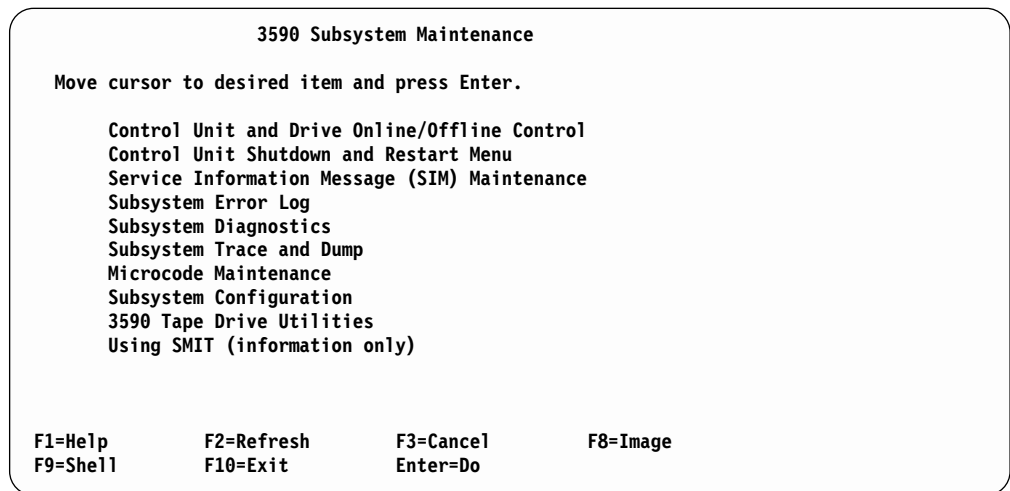 3590 Subsystem Maintenance
Move cursor to desired item and press Enter.
Control Unit and Drive Online/Offline Control
Control Unit Shutdown and Restart Menu
Service Information Message (SIM) Maintenance
Subsystem Error Log
Subsystem Diagnostics
Subsystem Trace and Dump
Microcode Maintenance
Subsystem Configuration
3590 Tape Drive Utilities
Using SMIT (information only)
F1=Help F2=Refresh F3=Cancel F8=Image
F9=Shell F10=Exit Enter=Do